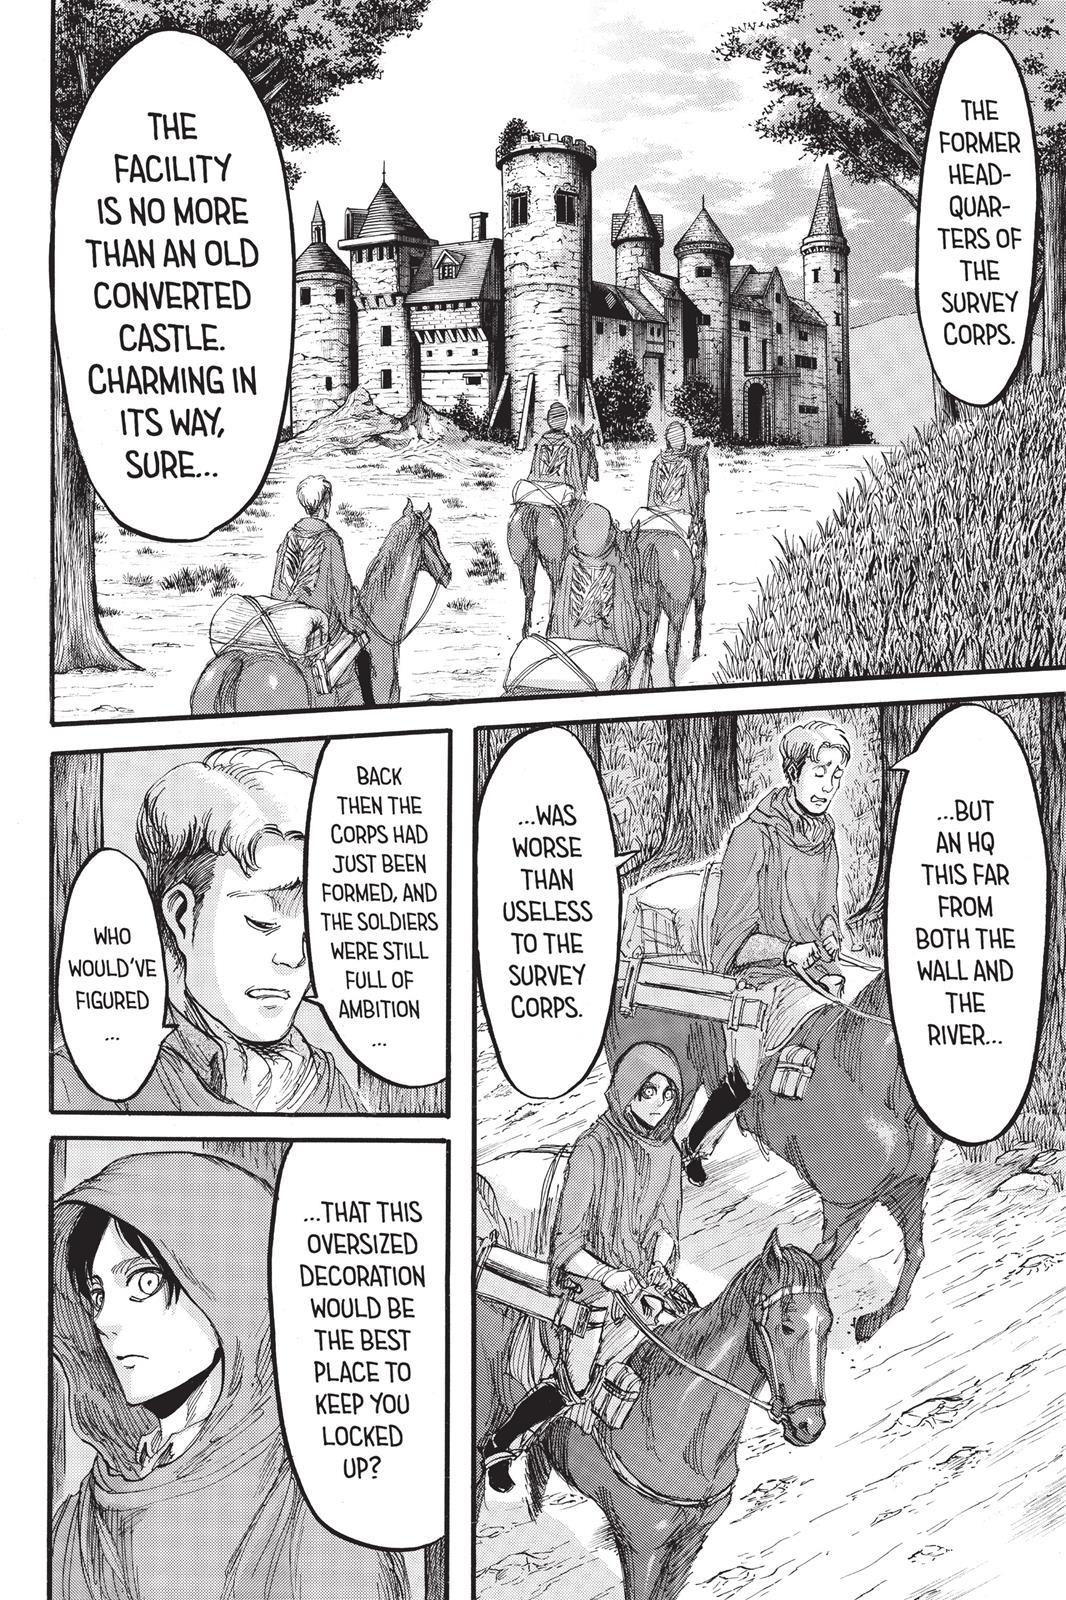 THE
FORMER
HEAD-
QUAR-
TERS OF
THE
SURVEY
CORPS.
THE
FACILITY
IS NO MORE
THAN AN OLD
CONVERTED
CASTLE.
CHARMING IN
ITS WAY,
SURE...
...BUT
AN HQ
THIS FAR
FROM
BOTH THE
WALL AND
THE
RIVER...
...WAS
WORSE
THAN
USELESS
TO THE
SURVEY
CORPS.
BACK
THEN THE
CORPS HAD
JUST BEEN
FORMED, AND
THE SOLDIERS
WERE STILL
FULL OF
AMBITION
...
WHO
WOULD'VE
FIGURED
...
...THAT THIS
OVERSIZED
DECORATION
WOULD BE
THE BEST
PLACE TO
KEEP YOU
LOCKED
UP?